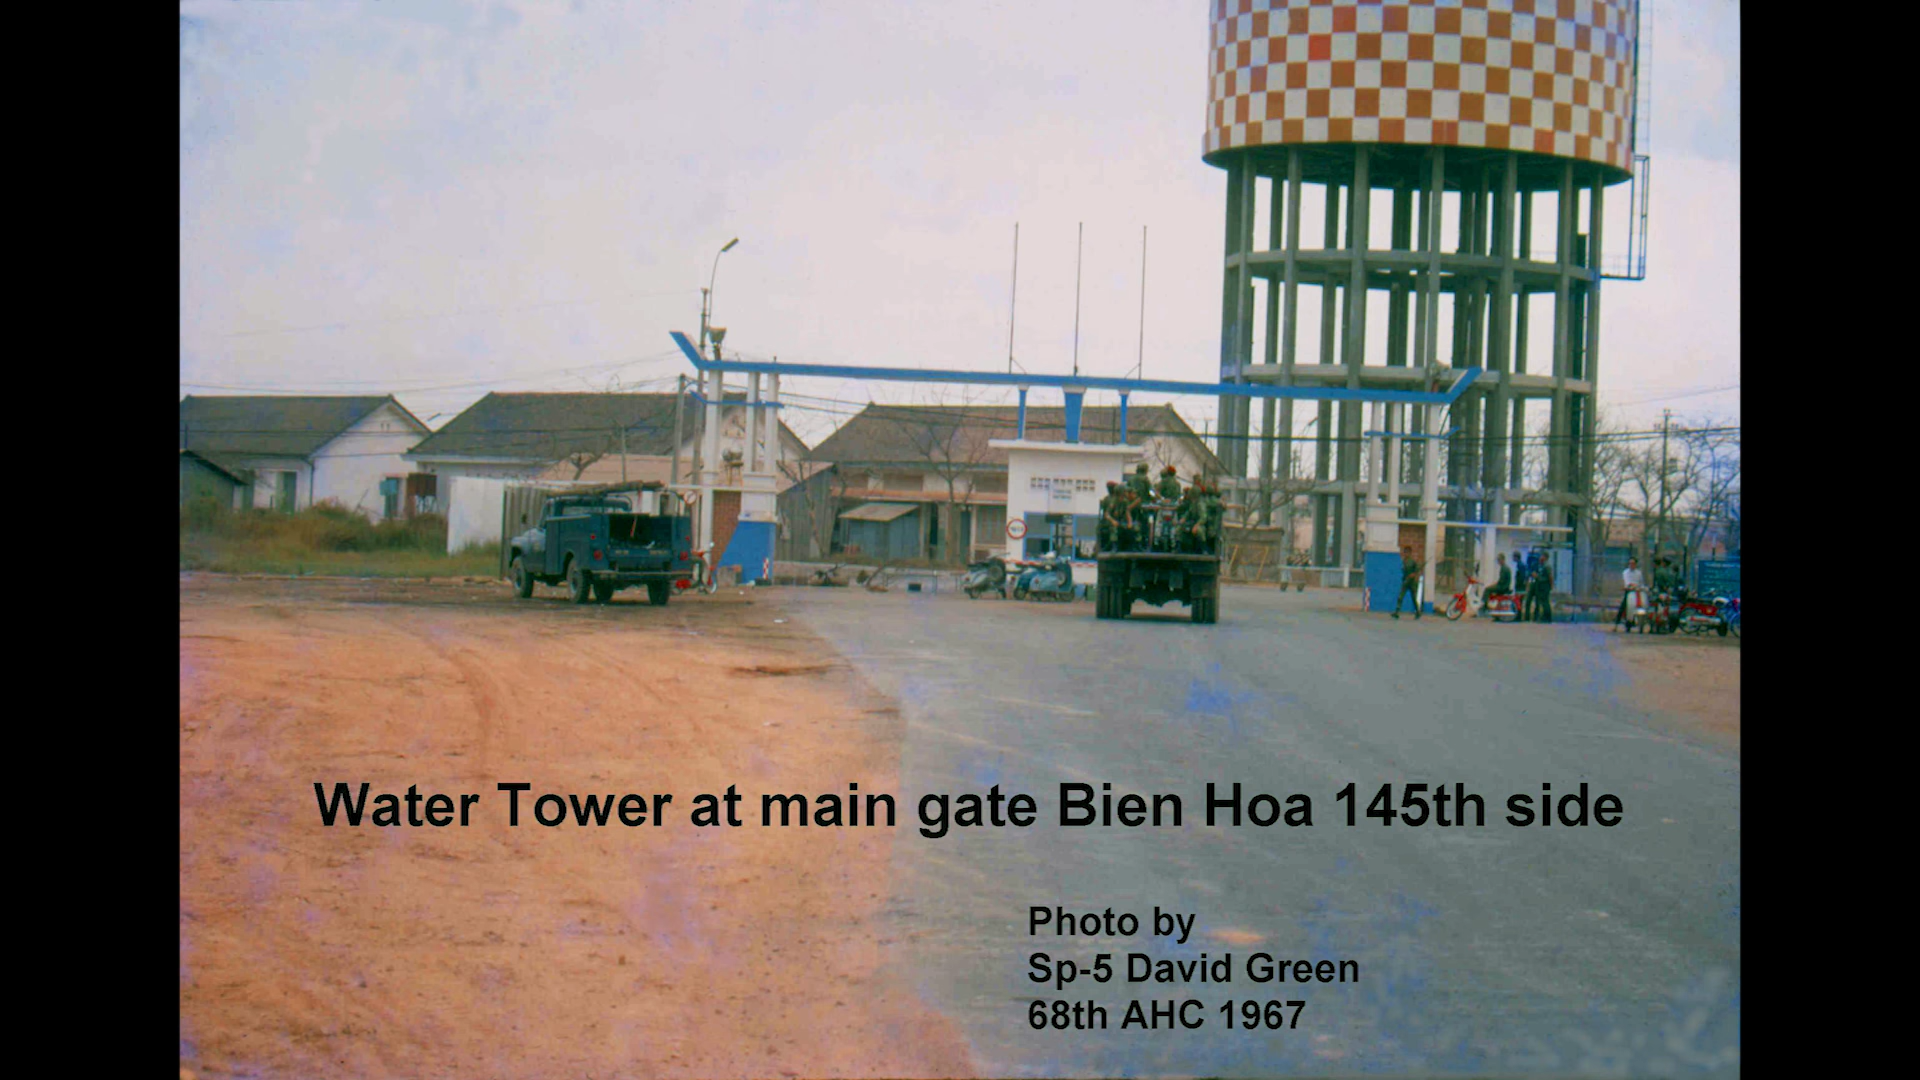 Water Tower at main gate Bien Hoa 145th side
Photo by
Sp-5 David Green
68th AHC 1967